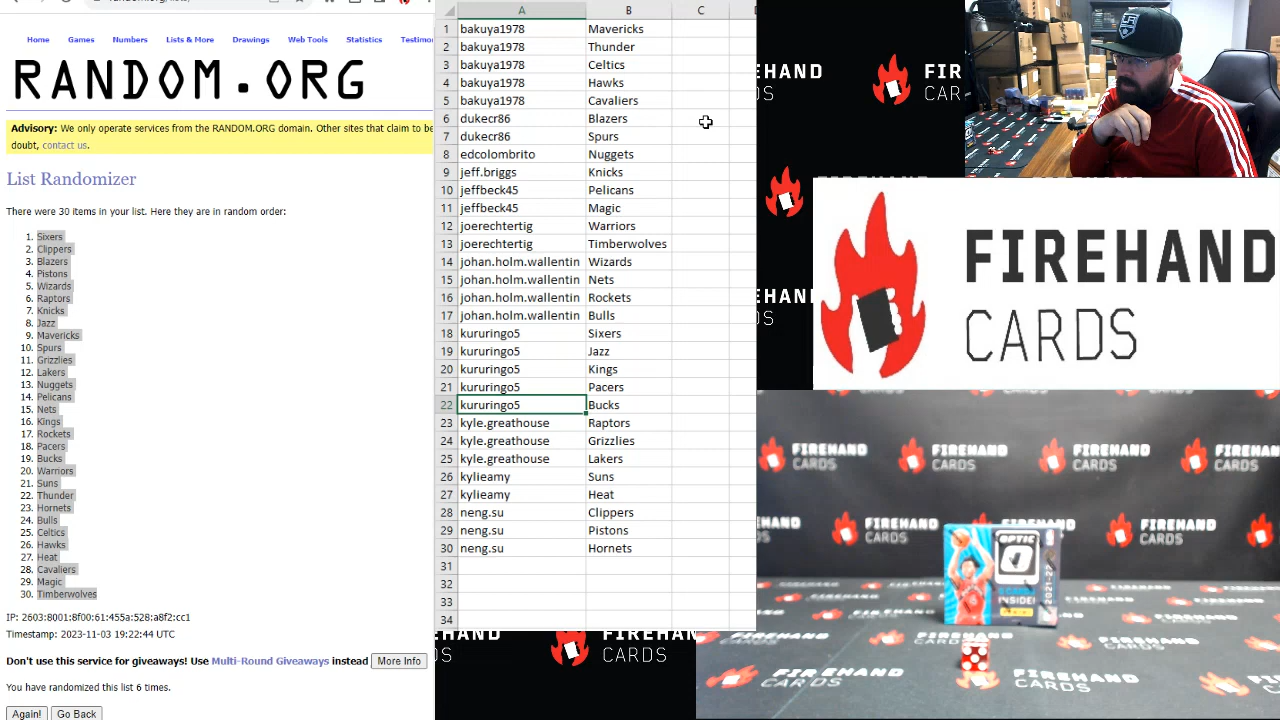 Home Games Numbers Lists & More Drawings Web Tools Statistics Testimo
RANDOM.ORG
Advisory: We only operate services from the RANDOM.ORG domain. Other sites that claim to be
doubt, contact us.
List Randomizer
There were 30 items in your list. Here they are in random order:
1. Sixers
2. Clippers
3. Blazers
4. Pistons
5. Wizards
6. Raptors
7. Knicks
8. Jazz
9. Mavericks
10. Spurs
11. Grizzlies
12. Lakers
13. Nuggets
14. Pelicans
15. Nets
16. Kings
17. Rockets
18. Pacers
19. Bucks
20. Warriors
21. Suns
22. Thunder
23. Hornets
24. Bulls
25. Celtics
26. Hawks
27. Heat
28. Cavaliers
29. Magic
30. Timberwolves
IP: 2603:8001:8f00:61:455a:528:a8f2:cc1
Timestamp: 2023-11-03 19:22:44 UTC
Don't use this service for giveaways! Use Multi-Round Giveaways instead More Info
You have randomized this list 6 times.
Again! Go Back
A B C
1 bakuya1978 Mavericks
2 bakuya1978 Thunder
3 bakuya1978 Celtics
4 bakuya1978 Hawks
5 bakuya1978 Cavaliers
6 dukecr86 Blazers
7 dukecr86 Spurs
8 edcolombrito Nuggets
9 jeff.briggs Knicks
10 jeffbeck45 Pelicans
11 jeffbeck45 Magic
12 joerechtertig Warriors
13 joerechtertig Timberwolves
14 johan.holm.wallentin Wizards
15 johan.holm.wallentin Nets
16 johan.holm.wallentin Rockets
17 johan.holm.wallentin Bulls
18 kururingo5 Sixers
19 kururingo5 Jazz
20 kururingo5 Kings
21 kururingo5 Pacers
22 kururingo5 Bucks
23 kyle.greathouse Raptors
24 kyle.greathouse Grizzlies
25 kyle.greathouse Lakers
26 kylieamy Suns
27 kylieamy Heat
28 neng.su Clippers
29 neng.su Pistons
30 neng.su Hornets
31
32
33
34
FIREHAND
CARDS
FIREHAND
CARDS
OPTIC
INSIDE!
PANINI
2021-22